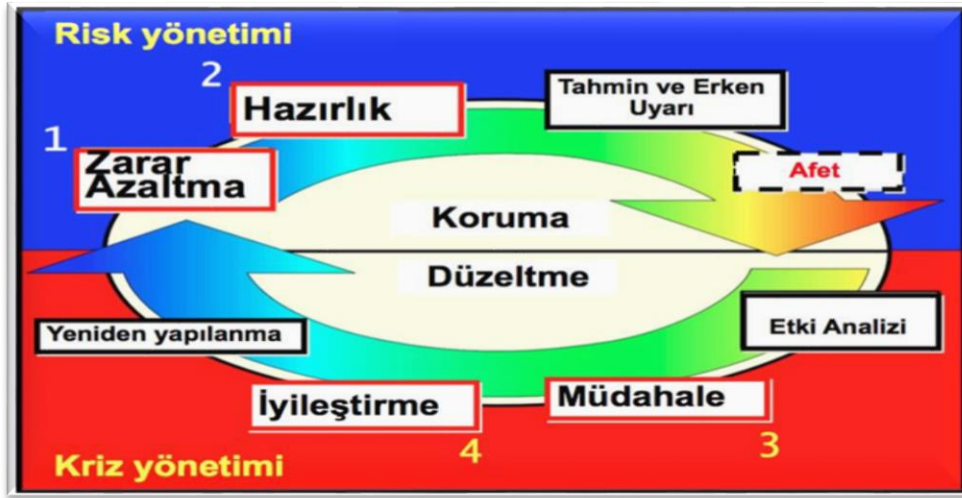 Risk yönetimi
2
Hazırlık
Tahmin ve Erken
Uyarı
1
Zarar
Azaltma
Afet
Koruma
Düzeltme
Yeniden yapılanma
Etki Analizi
İyileştirme
Müdahale
4
3
Kriz yönetimi